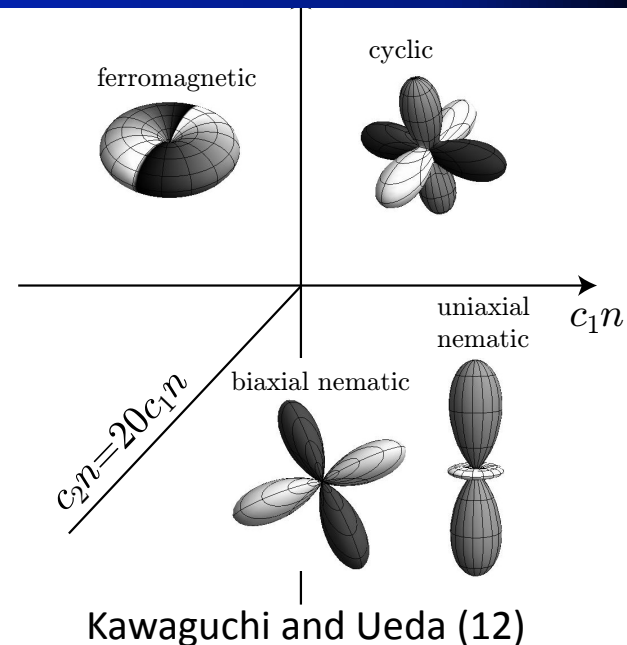 cyclic
ferromagnetic
uniaxial
nematic
c₁n
biaxial nematic
c₂n=20c₁n
Kawaguchi and Ueda (12)